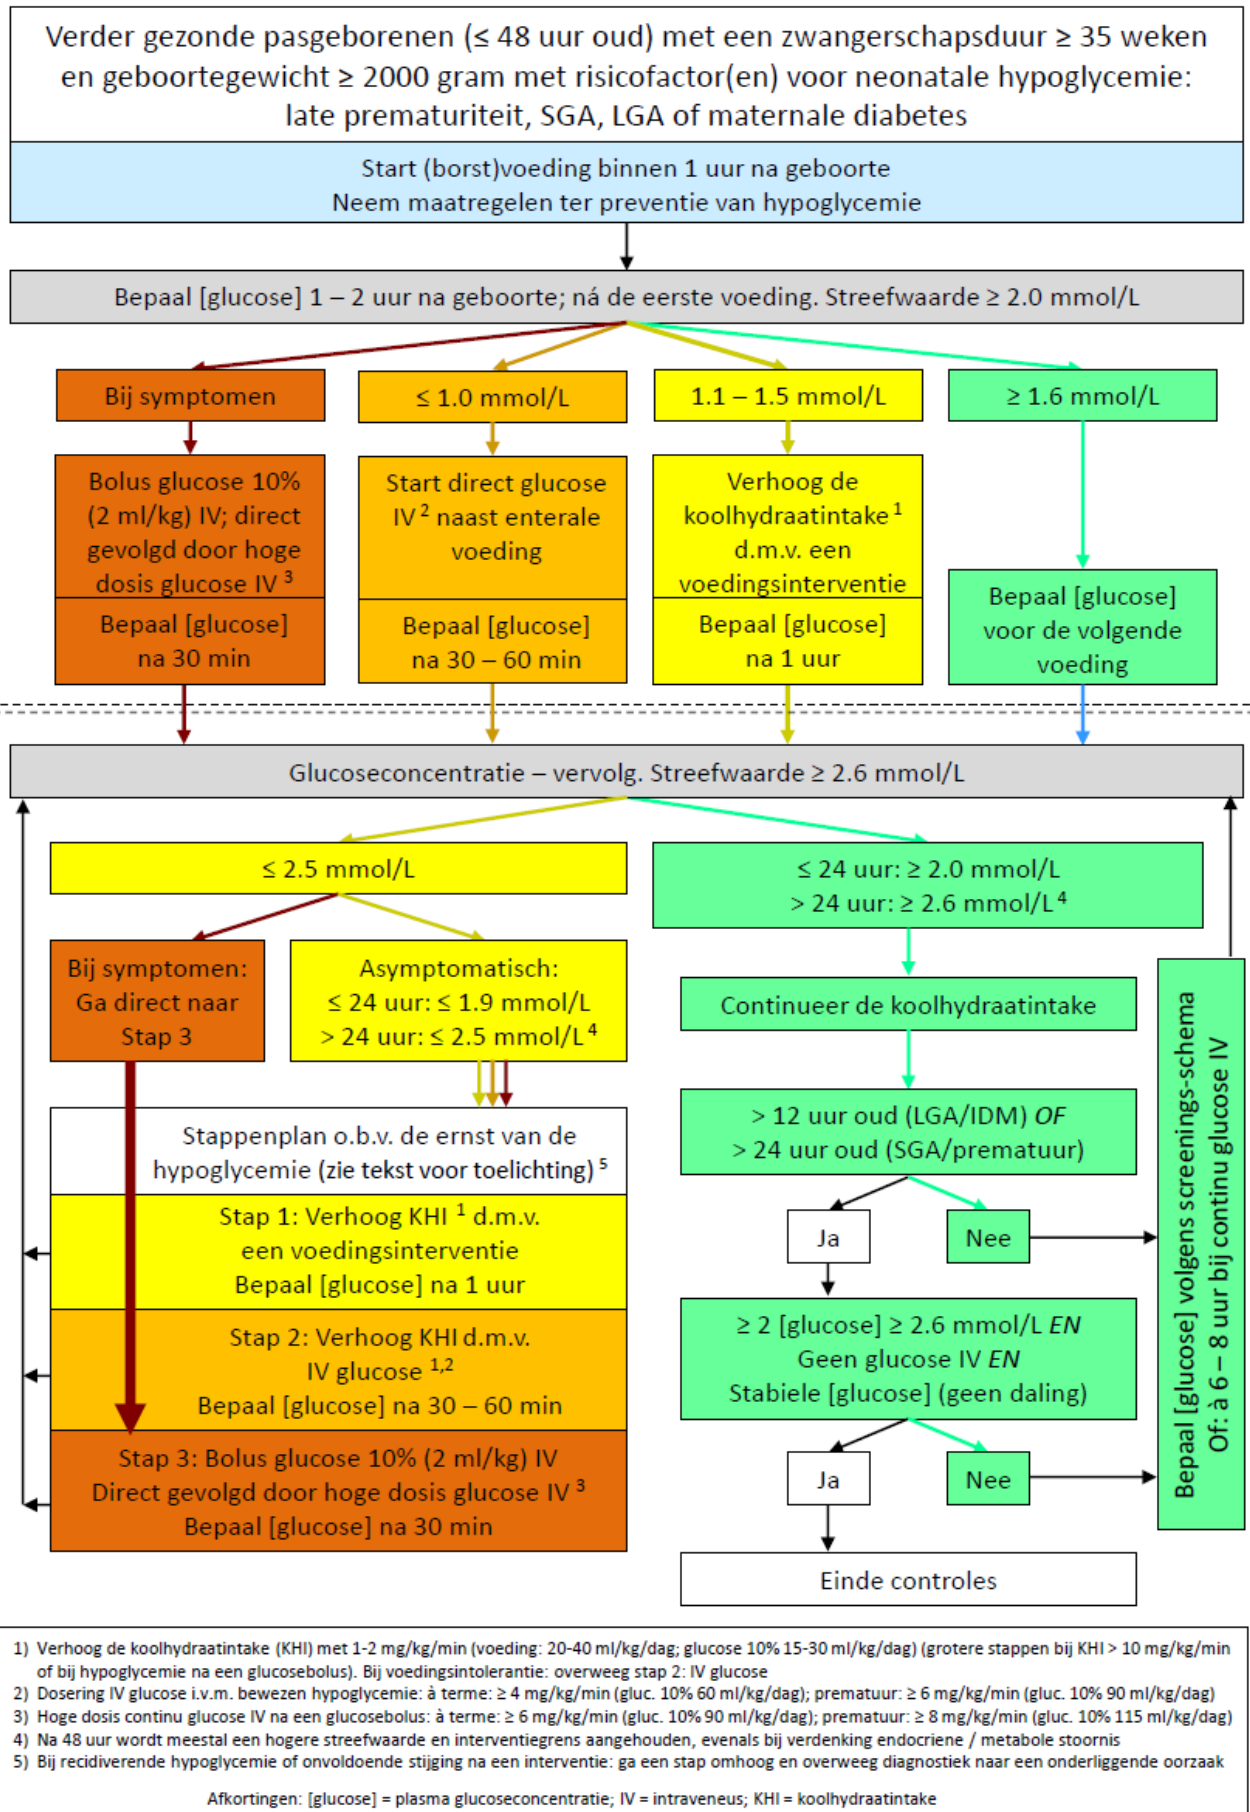 Verder gezonde pasgeborenen (≤ 48 uur oud) met een zwangerschapsduur ≥ 35 weken
en geboortegewicht ≥ 2000 gram met risicofactor(en) voor neonatale hypoglycemie:
late prematuriteit, SGA, LGA of maternale diabetes
Start (borst)voeding binnen 1 uur na geboorte
Neem maatregelen ter preventie van hypoglycemie
Bepaal [glucose] 1 – 2 uur na geboorte; ná de eerste voeding. Streefwaarde ≥ 2.0 mmol/L
Bij symptomen
Bolus glucose 10%
(2 ml/kg) IV; direct
gevolgd door hoge
dosis glucose IV 3
Bepaal [glucose]
na 30 min
≤ 1.0 mmol/L
Start direct glucose
IV 2 naast enterale
voeding
Bepaal [glucose]
na 30 – 60 min
1.1 – 1.5 mmol/L
Verhoog de
koolhydraatintake 1
d.m.v. een
voedingsinterventie
Bepaal [glucose]
na 1 uur
≥ 1.6 mmol/L
Bepaal [glucose]
voor de volgende
voeding
Glucoseconcentratie – vervolg. Streefwaarde ≥ 2.6 mmol/L
≤ 2.5 mmol/L
Bij symptomen:
Ga direct naar
Stap 3
Asymptomatisch:
≤ 24 uur: ≤ 1.9 mmol/L
> 24 uur: ≤ 2.5 mmol/L 4
Stappenplan o.b.v. de ernst van de
hypoglycemie (zie tekst voor toelichting) 5
Stap 1: Verhoog KHI 1 d.m.v.
een voedingsinterventie
Bepaal [glucose] na 1 uur
Stap 2: Verhoog KHI d.m.v.
IV glucose 1,2
Bepaal [glucose] na 30 – 60 min
Stap 3: Bolus glucose 10% (2 ml/kg) IV
Direct gevolgd door hoge dosis glucose IV 3
Bepaal [glucose] na 30 min
≤ 24 uur: ≥ 2.0 mmol/L
> 24 uur: ≥ 2.6 mmol/L 4
Continueer de koolhydraatintake
> 12 uur oud (LGA/IDM) OF
> 24 uur oud (SGA/prematuur)
Ja
Nee
≥ 2 [glucose] ≥ 2.6 mmol/L EN
Geen glucose IV EN
Stabiele [glucose] (geen daling)
Ja
Nee
Einde controles
Bepaal [glucose] volgens screenings-schema
Of: à 6 – 8 uur bij continu glucose IV
1) Verhoog de koolhydraatintake (KHI) met 1-2 mg/kg/min (voeding: 20-40 ml/kg/dag; glucose 10% 15-30 ml/kg/dag) (grotere stappen bij KHI > 10 mg/kg/min
of bij hypoglycemie na een glucosebolus). Bij voedingsintolerantie: overweeg stap 2: IV glucose
2) Dosering IV glucose i.v.m. bewezen hypoglycemie: à terme: ≥ 4 mg/kg/min (gluc. 10% 60 ml/kg/dag); prematuur: ≥ 6 mg/kg/min (gluc. 10% 90 ml/kg/dag)
3) Hoge dosis continu glucose IV na een glucosebolus: à terme: ≥ 6 mg/kg/min (gluc. 10% 90 ml/kg/dag); prematuur: ≥ 8 mg/kg/min (gluc. 10% 115 ml/kg/dag)
4) Na 48 uur wordt meestal een hogere streefwaarde en interventiegrens aangehouden, evenals bij verdenking endocriene / metabole stoornis
5) Bij recidiverende hypoglycemie of onvoldoende stijging na een interventie: ga een stap omhoog en overweeg diagnostiek naar een onderliggende oorzaak
Afkortingen: [glucose] = plasma glucoseconcentratie; IV = intraveneus; KHI = koolhydraatintake